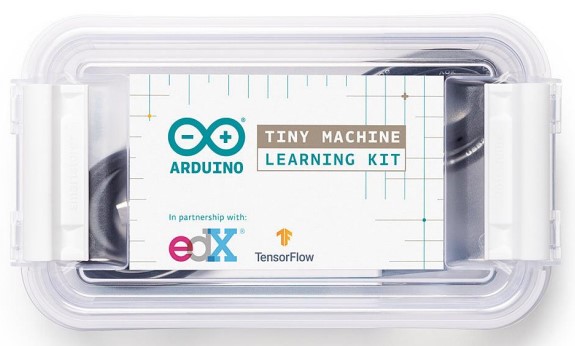 TINY MACHINE
LEARNING KIT
ARDUINO
In partnership with:
edX
TensorFlow